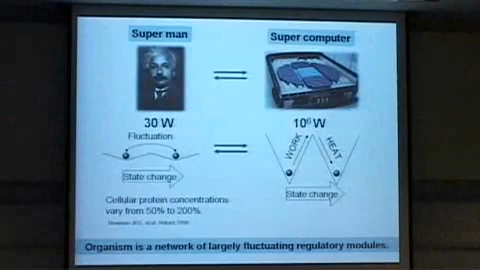 Super man
Super computer
30 W
10⁶ W
Fluctuation
WORK
HEAT
State change
State change
Cellular protein concentrations
vary from 50% to 200%.
Organism is a network of largely fluctuating regulatory modules.